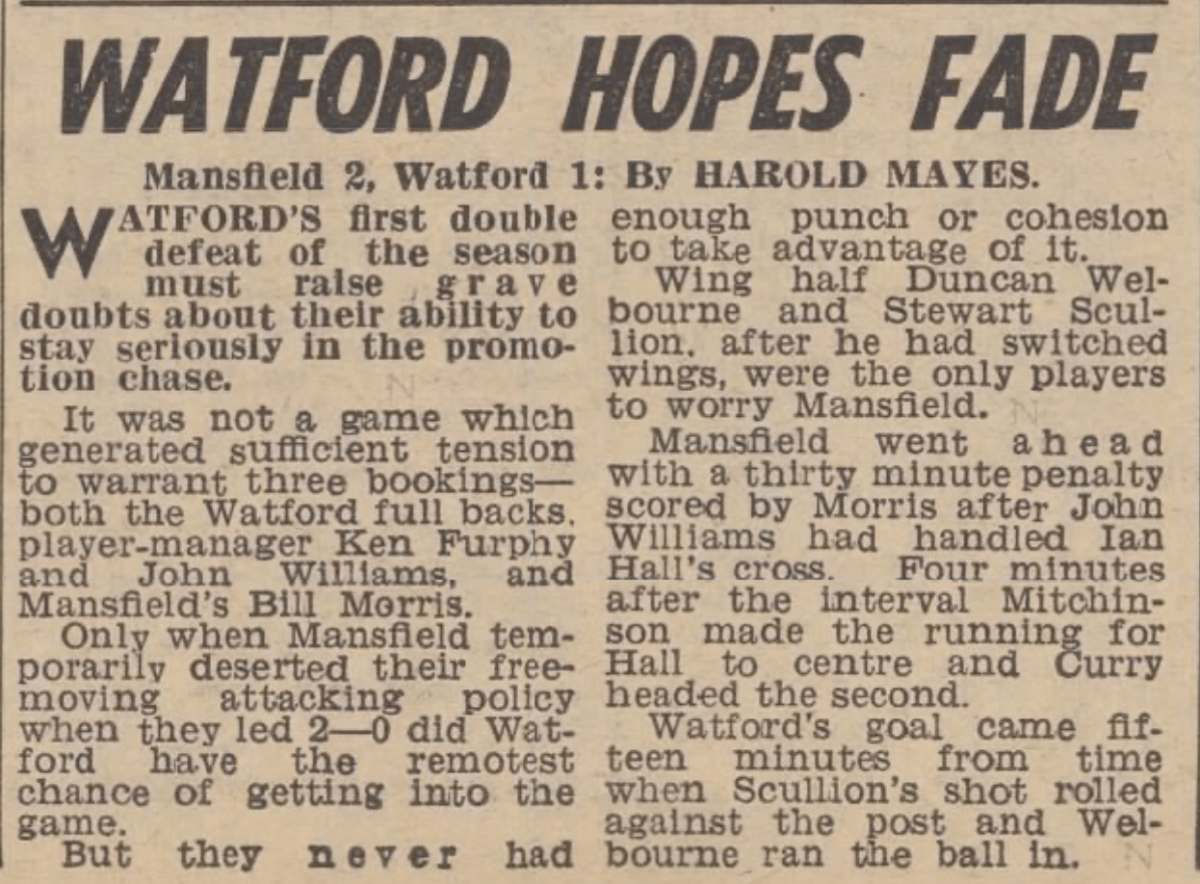 WATFORD HOPES FADE
Mansfield 2, Watford 1: By HAROLD MAYES.
WATFORD'S first double
defeat of the season
must raise grave
doubts about their ability to
stay seriously in the promo-
tion chase.
It was not a game which
generated sufficient tension
to warrant three bookings—
both the Watford full backs,
player-manager Ken Furphy
and John Williams, and
Mansfield's Bill Morris.
Only when Mansfield tem-
porarily deserted their free-
moving attacking policy
when they led 2—0 did Wat-
ford have the remotest
chance of getting into the
game.
But they never had
enough punch or cohesion
to take advantage of it.
Wing half Duncan Wel-
bourne and Stewart Scul-
lion, after he had switched
wings, were the only players
to worry Mansfield.
Mansfield went ahead
with a thirty minute penalty
scored by Morris after John
Williams had handled Ian
Hall's cross. Four minutes
after the interval Mitchin-
son made the running for
Hall to centre and Curry
headed the second.
Watford's goal came fif-
teen minutes from time
when Scullion's shot rolled
against the post and Wel-
bourne ran the ball in.